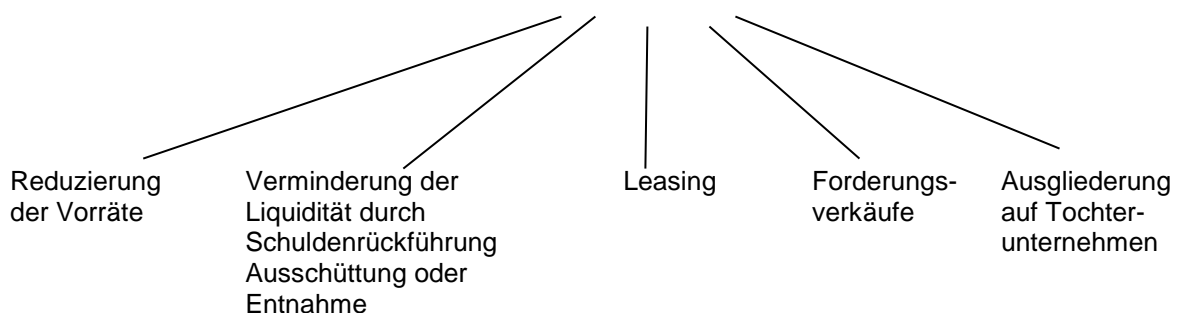 Reduzierung
der Vorräte
Verminderung der
Liquidität durch
Schuldenrückführung
Ausschüttung oder
Entnahme
Leasing
Forderungs-
verkäufe
Ausgliederung
auf Tochter-
unternehmen